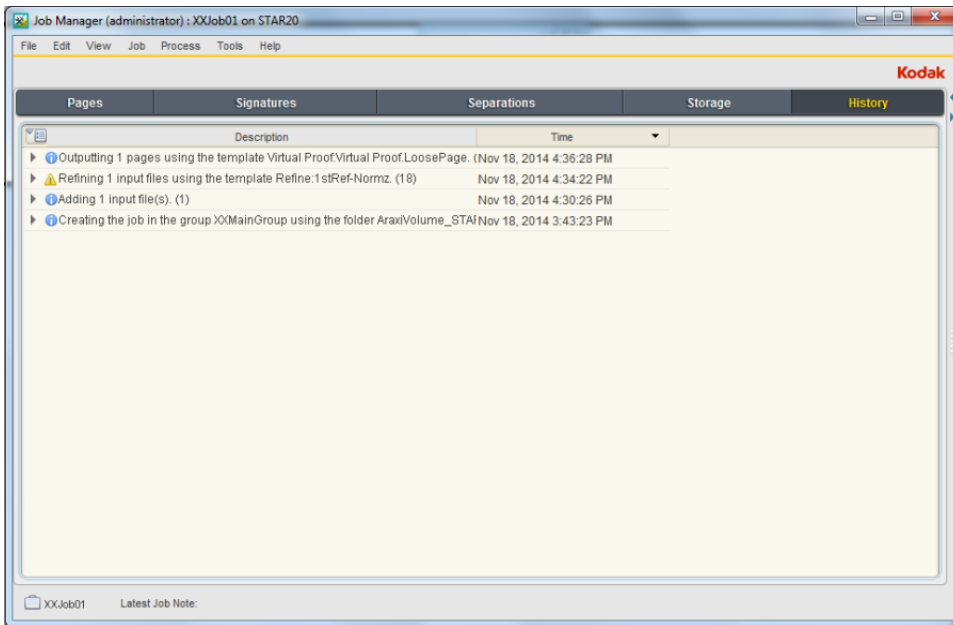 Job Manager (administrator) : XXJob01 on STAR20
File Edit View Job Process Tools Help
Kodak
Pages Signatures Separations Storage History
Description Time
Outputting 1 pages using the template Virtual Proof:Virtual Proof.LoosePage. ( Nov 18, 2014 4:36:28 PM
Refining 1 input files using the template Refine:1stRef-Normz. (18) Nov 18, 2014 4:34:22 PM
Adding 1 input file(s). (1) Nov 18, 2014 4:30:26 PM
Creating the job in the group XXMainGroup using the folder AraxiVolume_STAR Nov 18, 2014 3:43:23 PM
XXJob01 Latest Job Note: